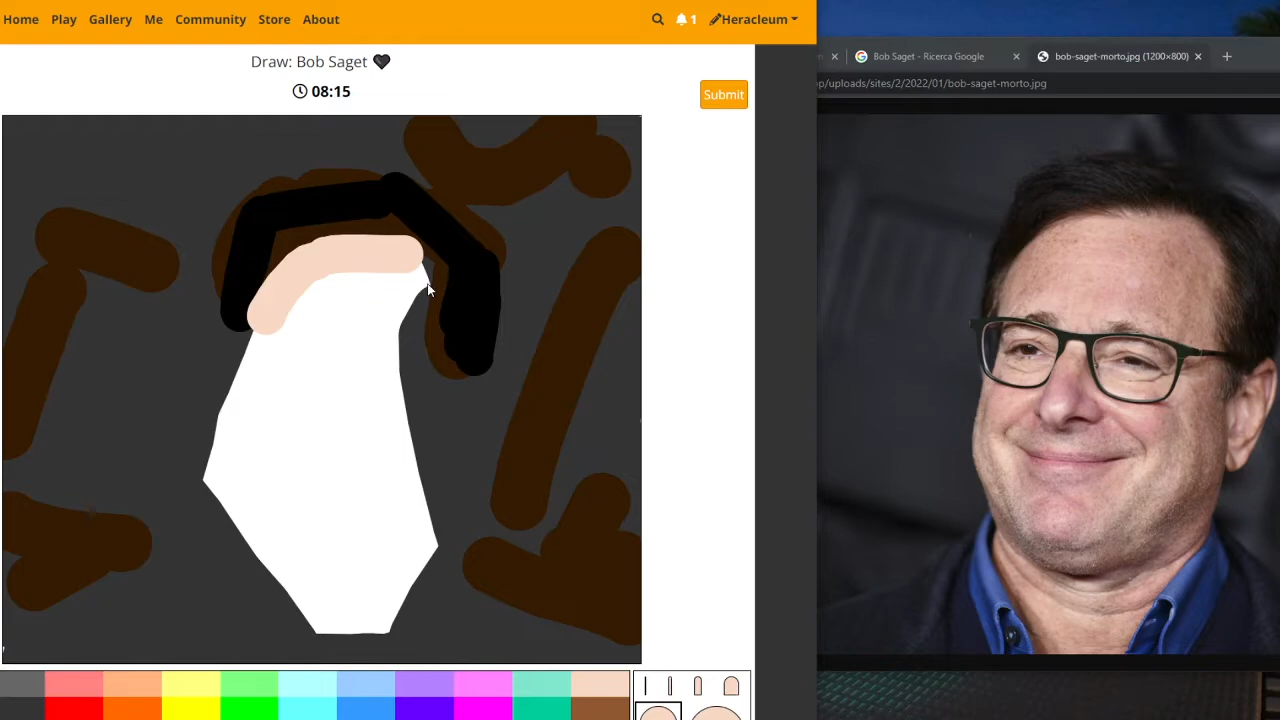 Home Play Gallery Me Community Store About 1 Heracleum
Bob Saget - Ricerca Google bob-saget-morto.jpg (1200×800)
p/uploads/sites/2/2022/01/bob-saget-morto.jpg
Draw: Bob Saget 🖤
08:15
Submit